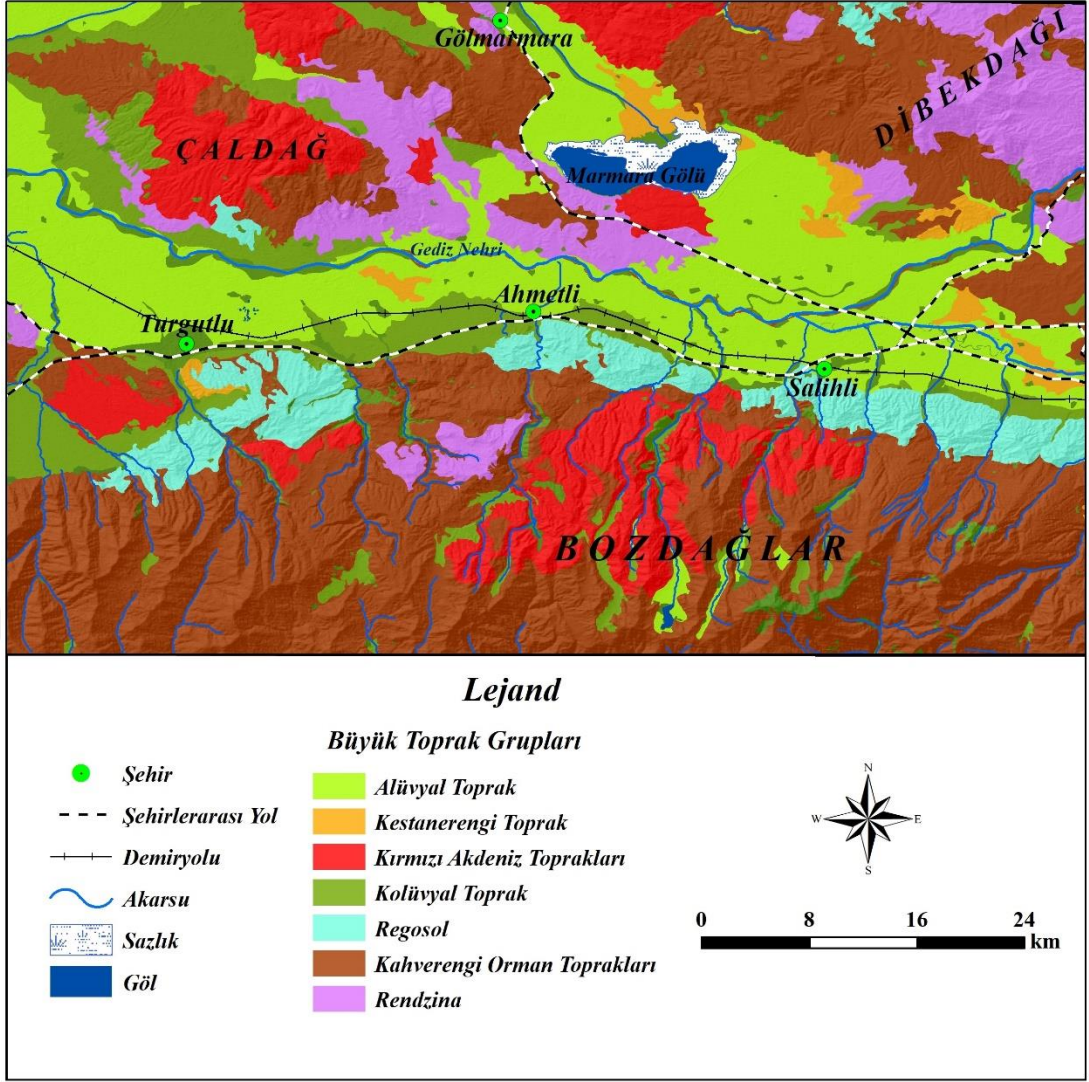 Gölmarmara
DİBEKDAĞI
ÇALDAĞ
Marmara Gölü
Gediz Nehri
Ahmetli
Turgutlu
Salihli
BOZDAĞLAR
Lejand
Büyük Toprak Grupları
Şehir
Şehirlerarası Yol
Demiryolu
Akarsu
Sazlık
Göl
Alüvyal Toprak
Kestanerengi Toprak
Kırmızı Akdeniz Toprakları
Kolüvyal Toprak
Regosol
Kahverengi Orman Toprakları
Rendzina
N
W E
S
0 8 16 24
km